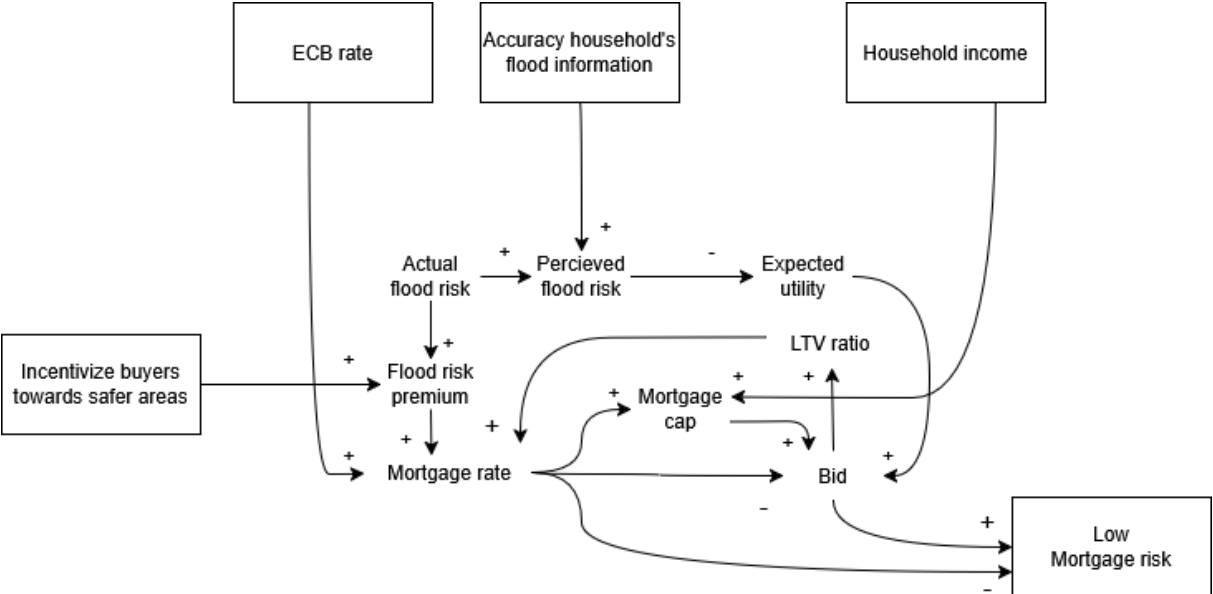 ECB rate
Accuracy household's
flood information
Household income
+
Actual
flood risk
+
Percieved
flood risk
-
Expected
utility
+
LTV ratio
Incentivize buyers
towards safer areas
+
Flood risk
premium
+
Mortgage
cap
+
+
+
+
+
+
Mortgage rate
+
Bid
+
-
+
Low
Mortgage risk
-